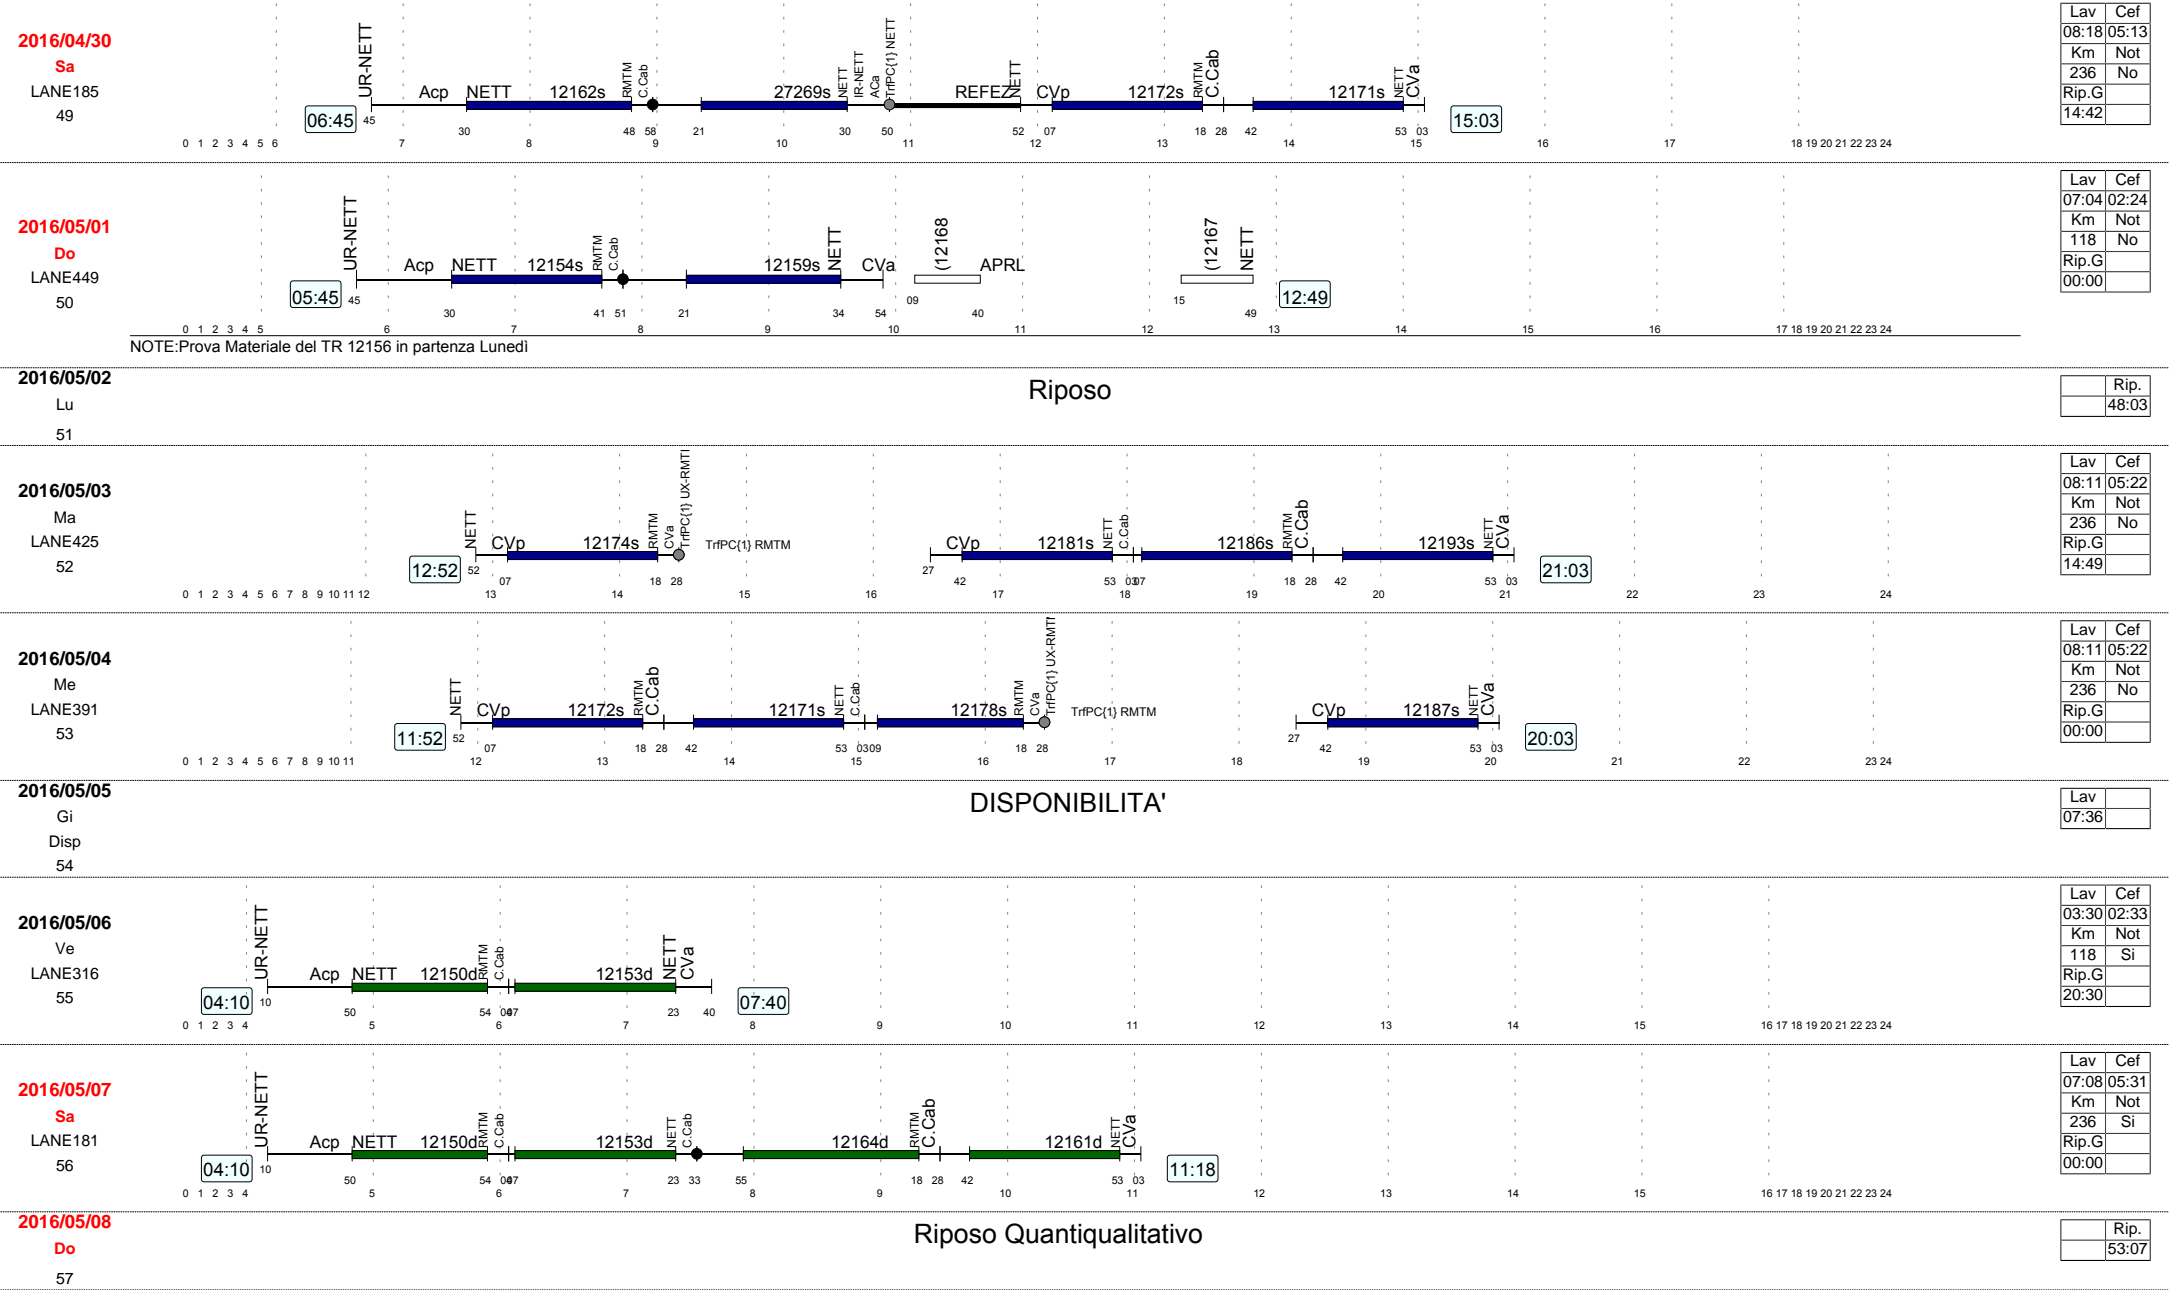 2016/04/30
Sa
LANE185
49
06:45
UR-NETT
Acp NETT 12162s RMTM C.Cab 27269s NETT IR-NETT ACa TrfPC{1} NETT REFEZ NETT CVp 12172s RMTM C.Cab 12171s NETT CVa
15:03
45 30 48 58 21 30 50 52 07 18 28 42 53 03
0 1 2 3 4 5 6 7 8 9 10 11 12 13 14 15 16 17 18 19 20 21 22 23 24
Lav Cef
08:18 05:13
Km Not
236 No
Rip.G
14:42
2016/05/01
Do
LANE449
50
05:45
UR-NETT
Acp NETT 12154s RMTM C.Cab 12159s NETT CVa (12168 APRL (12167 NETT
12:49
45 30 41 51 21 34 54 09 40 15 49
0 1 2 3 4 5 6 7 8 9 10 11 12 13 14 15 16 17 18 19 20 21 22 23 24
NOTE:Prova Materiale del TR 12156 in partenza Lunedì
Lav Cef
07:04 02:24
Km Not
118 No
Rip.G
00:00
2016/05/02
Lu
51
Riposo
Rip.
48:03
2016/05/03
Ma
LANE425
52
12:52
NETT CVp 12174s RMTM CVa TrfPC{1} UX-RMTI TrfPC{1} RMTM CVp 12181s NETT C.Cab 12186s RMTM C.Cab 12193s NETT CVa
21:03
52 07 18 28 27 42 53 03 07 18 28 42 53 03
0 1 2 3 4 5 6 7 8 9 10 11 12 13 14 15 16 17 18 19 20 21 22 23 24
Lav Cef
08:11 05:22
Km Not
236 No
Rip.G
14:49
2016/05/04
Me
LANE391
53
11:52
NETT CVp 12172s RMTM C.Cab 12171s NETT C.Cab 12178s RMTM CVa TrfPC{1} UX-RMTI TrfPC{1} RMTM CVp 12187s NETT CVa
20:03
52 07 18 28 42 53 03 09 18 28 27 42 53 03
0 1 2 3 4 5 6 7 8 9 10 11 12 13 14 15 16 17 18 19 20 21 22 23 24
Lav Cef
08:11 05:22
Km Not
236 No
Rip.G
00:00
2016/05/05
Gi
Disp
54
DISPONIBILITA'
Lav
07:36
2016/05/06
Ve
LANE316
55
04:10
UR-NETT
Acp NETT 12150d RMTM C.Cab 12153d NETT CVa
07:40
10 50 54 04 07 23 40
0 1 2 3 4 5 6 7 8 9 10 11 12 13 14 15 16 17 18 19 20 21 22 23 24
Lav Cef
03:30 02:33
Km Not
118 Si
Rip.G
20:30
2016/05/07
Sa
LANE181
56
04:10
UR-NETT
Acp NETT 12150d RMTM C.Cab 12153d NETT C.Cab 12164d RMTM C.Cab 12161d NETT CVa
11:18
10 50 54 04 07 23 33 55 18 28 42 53 03
0 1 2 3 4 5 6 7 8 9 10 11 12 13 14 15 16 17 18 19 20 21 22 23 24
Lav Cef
07:08 05:31
Km Not
236 Si
Rip.G
00:00
2016/05/08
Do
57
Riposo Quantiqualitativo
Rip.
53:07